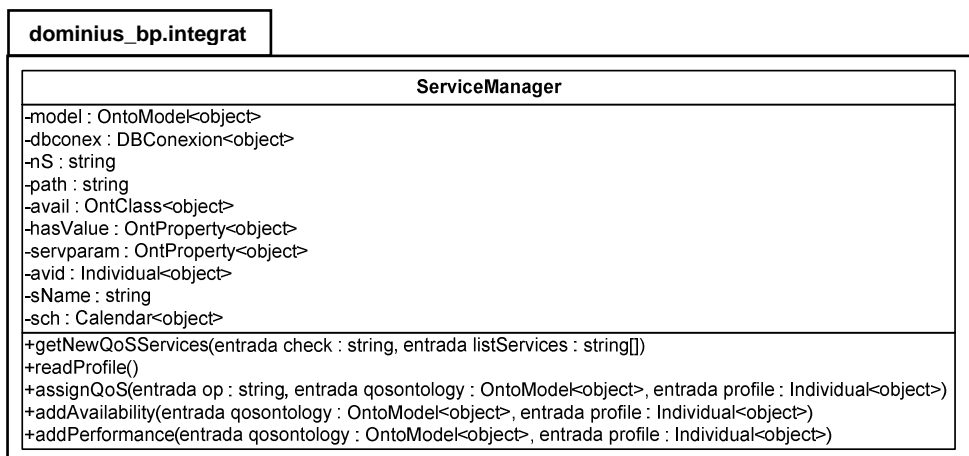 dominius_bp.integrat
ServiceManager
-model : OntoModel<object>
-dbconex : DBConexion<object>
-nS : string
-path : string
-avail : OntClass<object>
-hasValue : OntProperty<object>
-servparam : OntProperty<object>
-avid : Individual<object>
-sName : string
-sch : Calendar<object>
+getNewQoSServices(entrada check : string, entrada listServices : string[])
+readProfile()
+assignQoS(entrada op : string, entrada qosontology : OntoModel<object>, entrada profile : Individual<object>)
+addAvailability(entrada qosontology : OntoModel<object>, entrada profile : Individual<object>)
+addPerformance(entrada qosontology : OntoModel<object>, entrada profile : Individual<object>)